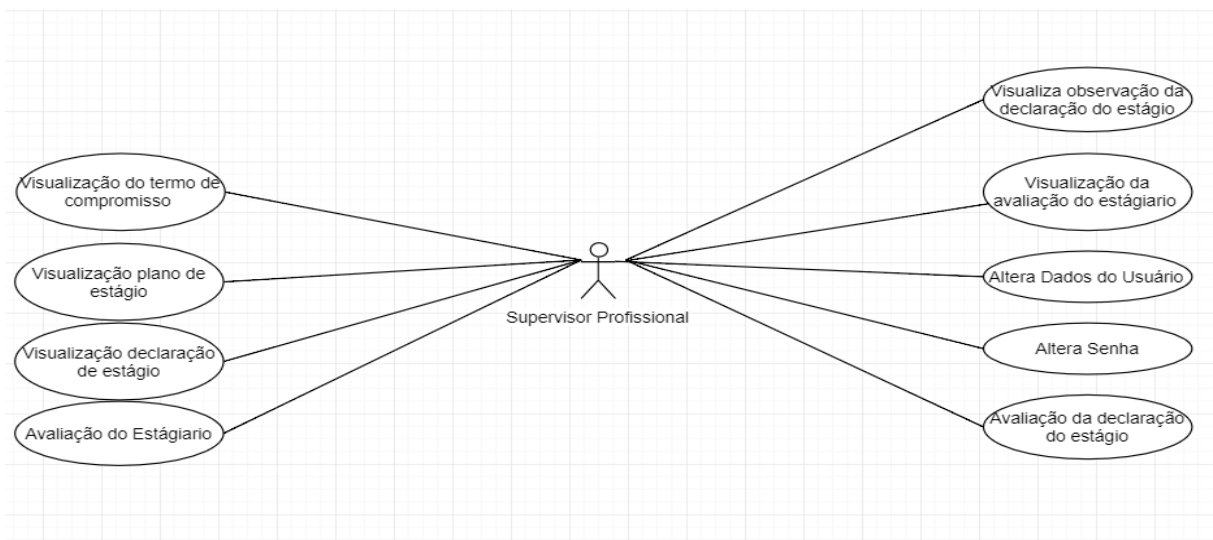 Visualização do termo de
compromisso
Visualização plano de
estágio
Visualização declaração
de estágio
Avaliação do Estágiario
Supervisor Profissional
Visualiza observação da
declaração do estágio
Visualização da
avaliação do estágiario
Altera Dados do Usuário
Altera Senha
Avaliação da declaração
do estágio